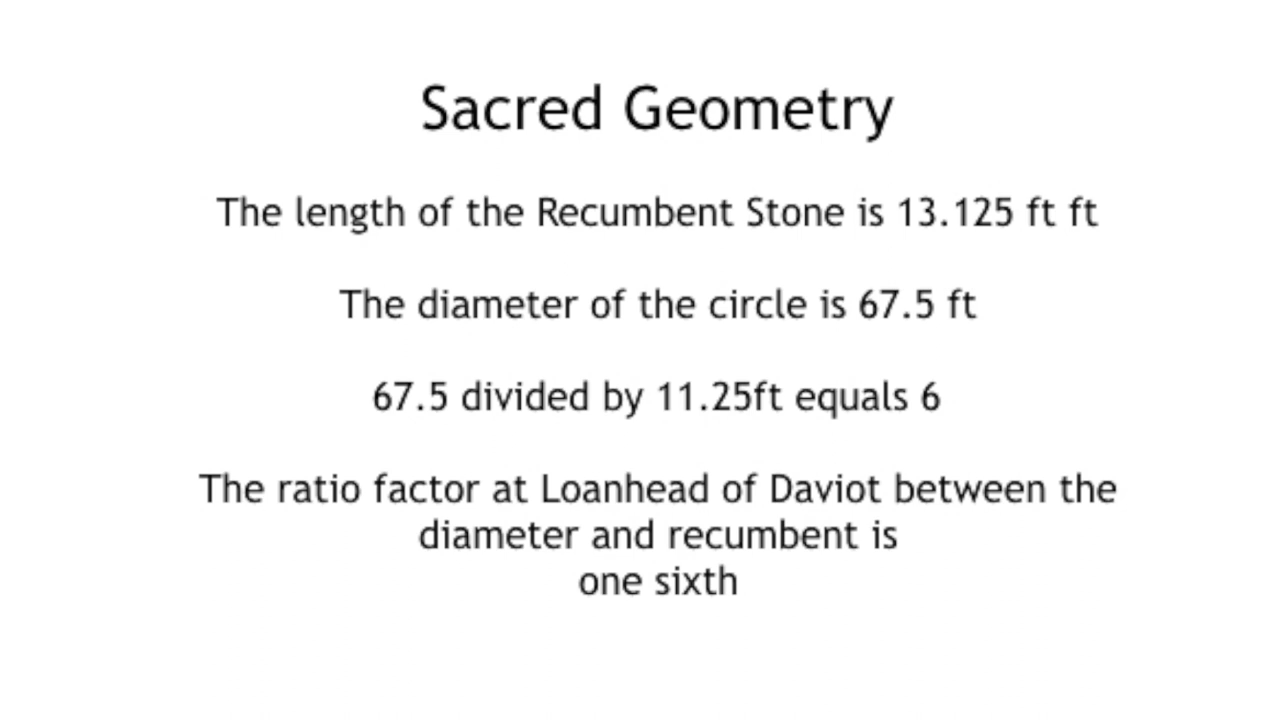 Sacred Geometry
The length of the Recumbent Stone is 13.125 ft ft
The diameter of the circle is 67.5 ft
67.5 divided by 11.25ft equals 6
The ratio factor at Loanhead of Daviot between the
diameter and recumbent is
one sixth